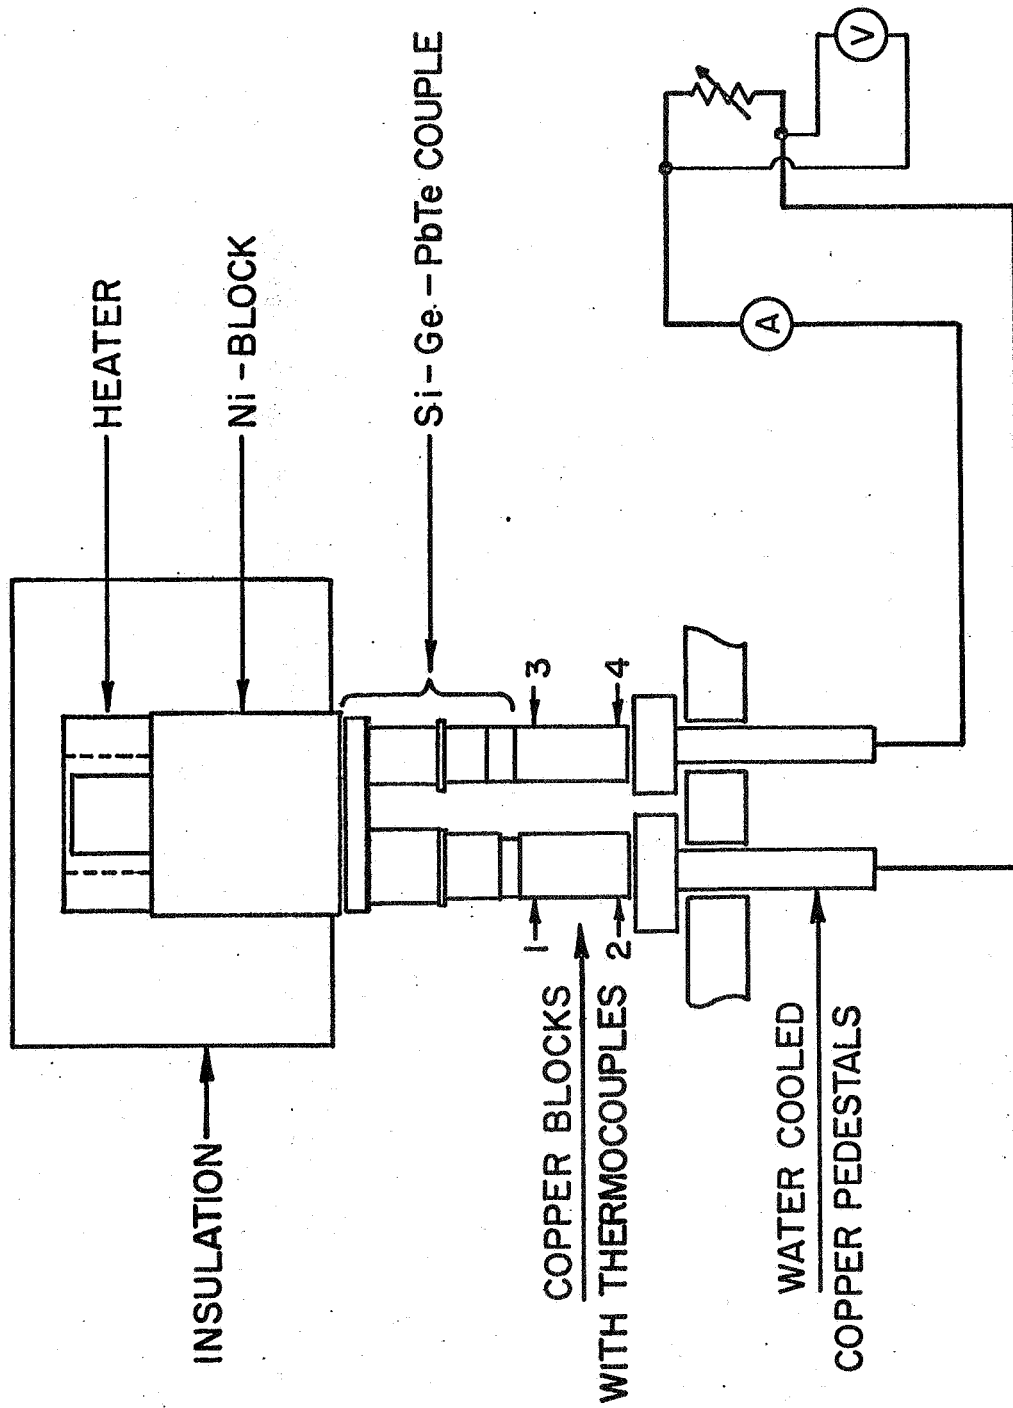 HEATER
Ni-BLOCK
Si-Ge-PbTe COUPLE
INSULATION
1
2
3
4
COPPER BLOCKS
WITH THERMOCOUPLES
WATER COOLED
COPPER PEDESTALS
A
V